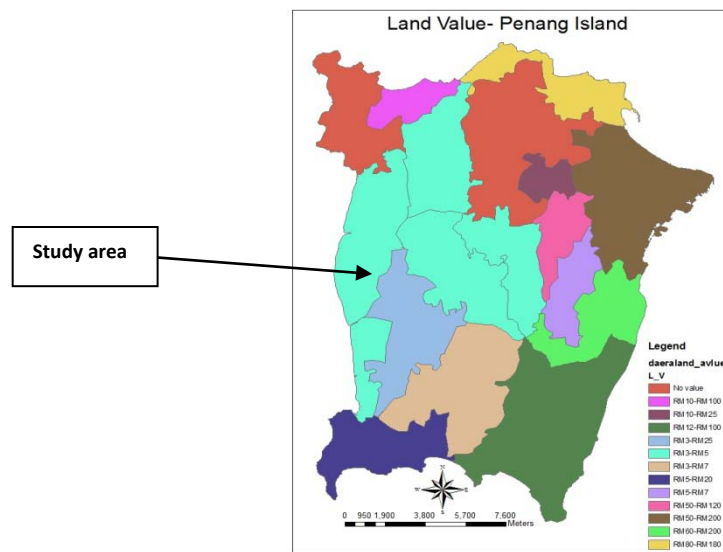 Land Value- Penang Island
Study area
Legend
daeraland_avlue
L_V
No value
RM10-RM100
RM10-RM25
RM12-RM100
RM3-RM25
RM3-RM5
RM3-RM7
RM5-RM20
RM5-RM7
RM50-RM120
RM50-RM200
RM60-RM200
RM80-RM180
N
W
E
S
0 950 1,900 3,800 5,700 7,600
Meters